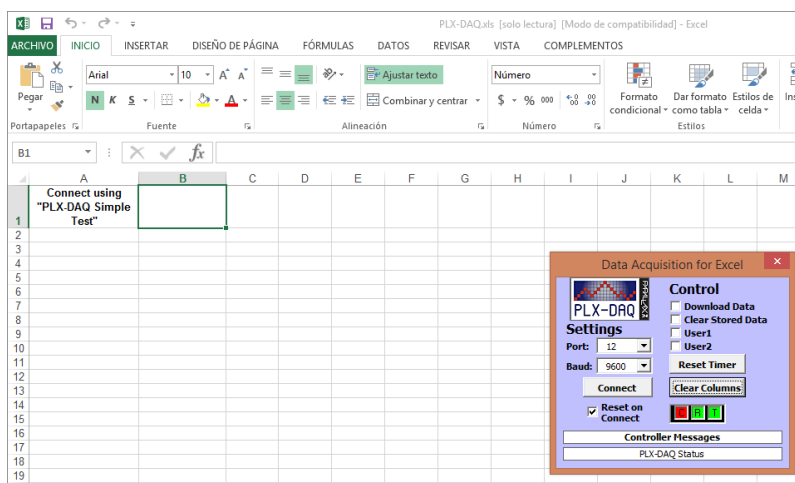 PLX-DAQ.xls [solo lectura] [Modo de compatibilidad] - Excel
ARCHIVO INICIO INSERTAR DISEÑO DE PÁGINA FÓRMULAS DATOS REVISAR VISTA COMPLEMENTOS
Arial 10 A A Ajustar texto Número
Pegar N K S A Combinar y centrar $ % 000 Formato condicional Dar formato como tabla Estilos de celda
Portapapeles Fuente Alineación Número Estilos
B1 fx
A B C D E F G H I J K L M
Connect using
"PLX-DAQ Simple
Test"
1
2
3
4
5
6
7
8
9
10
11
12
13
14
15
16
17
18
19
Data Acquisition for Excel
PLX-DAQ
PARALLAX
Control
Download Data
Clear Stored Data
User1
User2
Settings
Port: 12
Baud: 9600
Reset Timer
Connect
Clear Columns
Reset on
Connect
C R T
Controller Messages
PLX-DAQ Status